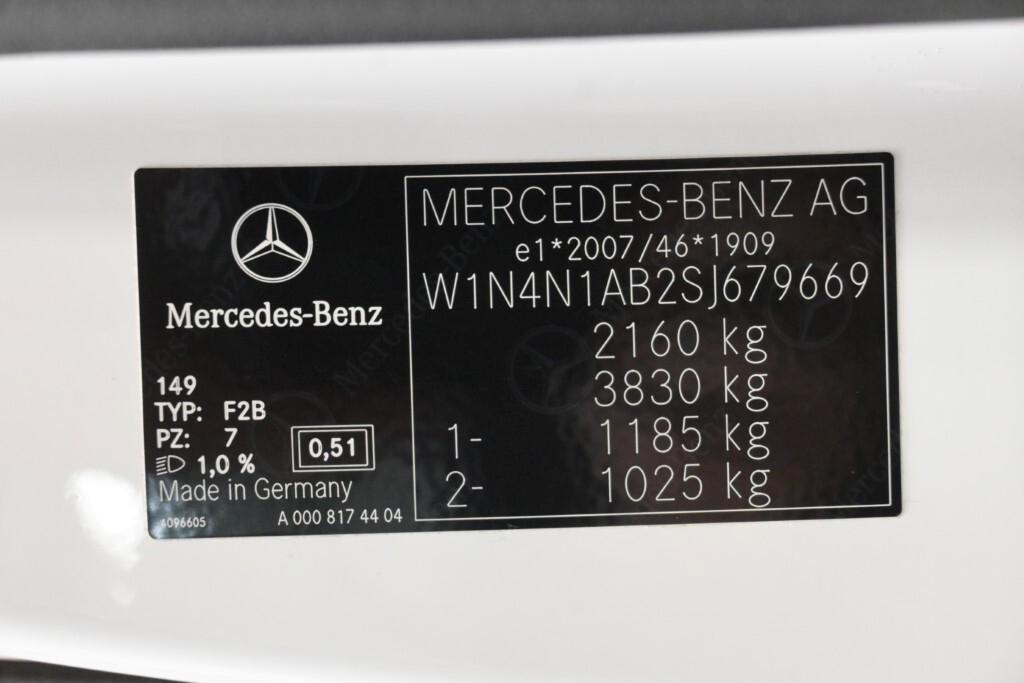 Mercedes-Benz
149
TYP: F2B
PZ: 7
1,0 %
0,51
Made in Germany
4096605
A 000 817 44 04
MERCEDES-BENZ AG
e1*2007/46*1909
W1N4N1AB2SJ679669
2160 kg
3830 kg
1- 1185 kg
2- 1025 kg